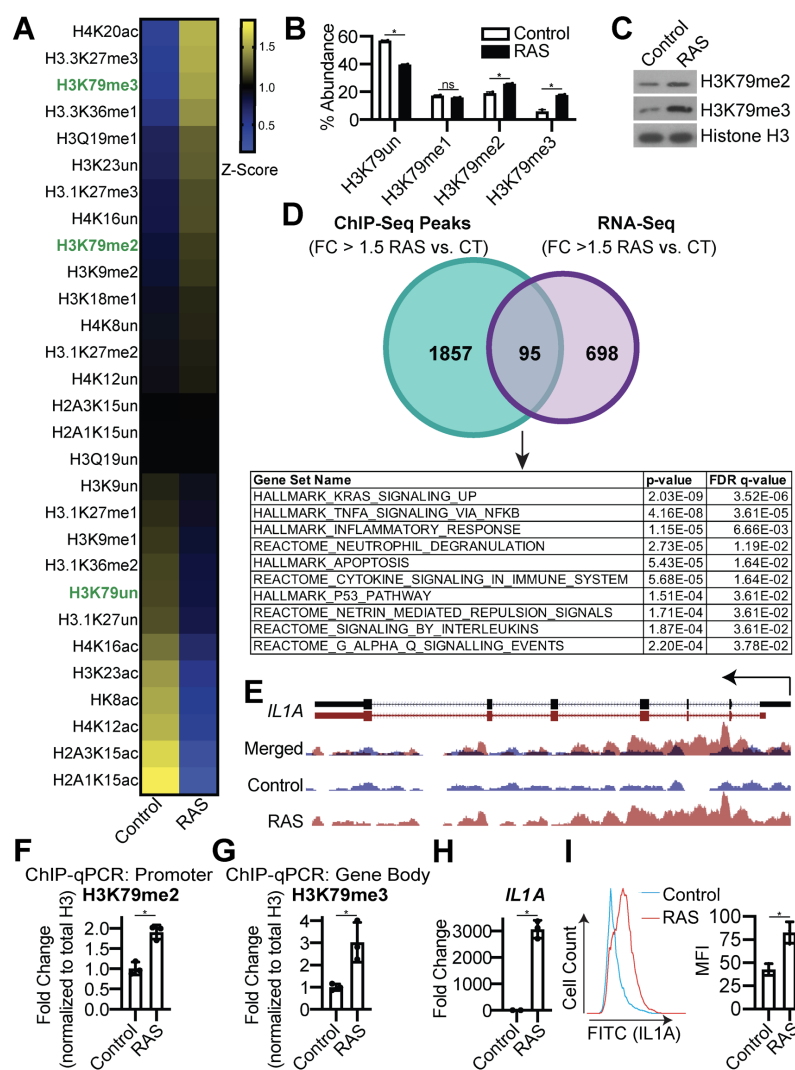 A
H4K20ac
H3.3K27me3
H3K79me3
H3.3K36me1
H3Q19me1
H3K23un
H3.1K27me3
H4K16un
H3K79me2
H3K9me2
H3K18me1
H4K8un
H3.1K27me2
H4K12un
H2A3K15un
H2A1K15un
H3Q19un
H3K9un
H3.1K27me1
H3K9me1
H3.1K36me2
H3K79un
H3.1K27un
H4K16ac
H3K23ac
HK8ac
H4K12ac
H2A3K15ac
H2A1K15ac
Control
RAS
1.5
1.0
0.5
Z-Score
B
% Abundance
60
40
20
0
*
ns
*
*
Control
RAS
H3K79un
H3K79me1
H3K79me2
H3K79me3
C
Control
RAS
H3K79me2
H3K79me3
Histone H3
D
ChIP-Seq Peaks
(FC > 1.5 RAS vs. CT)
RNA-Seq
(FC >1.5 RAS vs. CT)
1857
95
698
Gene Set Name p-value FDR q-value
HALLMARK_KRAS_SIGNALING_UP 2.03E-09 3.52E-06
HALLMARK_TNFA_SIGNALING_VIA_NFKB 4.16E-08 3.61E-05
HALLMARK_INFLAMMATORY_RESPONSE 1.15E-05 6.66E-03
REACTOME_NEUTROPHIL_DEGRANULATION 2.73E-05 1.19E-02
HALLMARK_APOPTOSIS 5.43E-05 1.64E-02
REACTOME_CYTOKINE_SIGNALING_IN_IMMUNE_SYSTEM 5.68E-05 1.64E-02
HALLMARK_P53_PATHWAY 1.51E-04 3.61E-02
REACTOME_NETRIN_MEDIATED_REPULSION_SIGNALS 1.71E-04 3.61E-02
REACTOME_SIGNALING_BY_INTERLEUKINS 1.87E-04 3.61E-02
REACTOME_G_ALPHA_Q_SIGNALLING_EVENTS 2.20E-04 3.78E-02
E
IL1A
Merged
Control
RAS
F
ChIP-qPCR: Promoter
H3K79me2
Fold Change
(normalized to total H3)
2.0
1.5
1.0
0.5
0.0
*
Control
RAS
G
ChIP-qPCR: Gene Body
H3K79me3
Fold Change
(normalized to total H3)
4
3
2
1
0
*
Control
RAS
H
IL1A
Fold Change
3000
2000
1000
0
*
Control
RAS
I
Control
RAS
Cell Count
FITC (IL1A)
MFI
100
75
50
25
0
*
Control
RAS